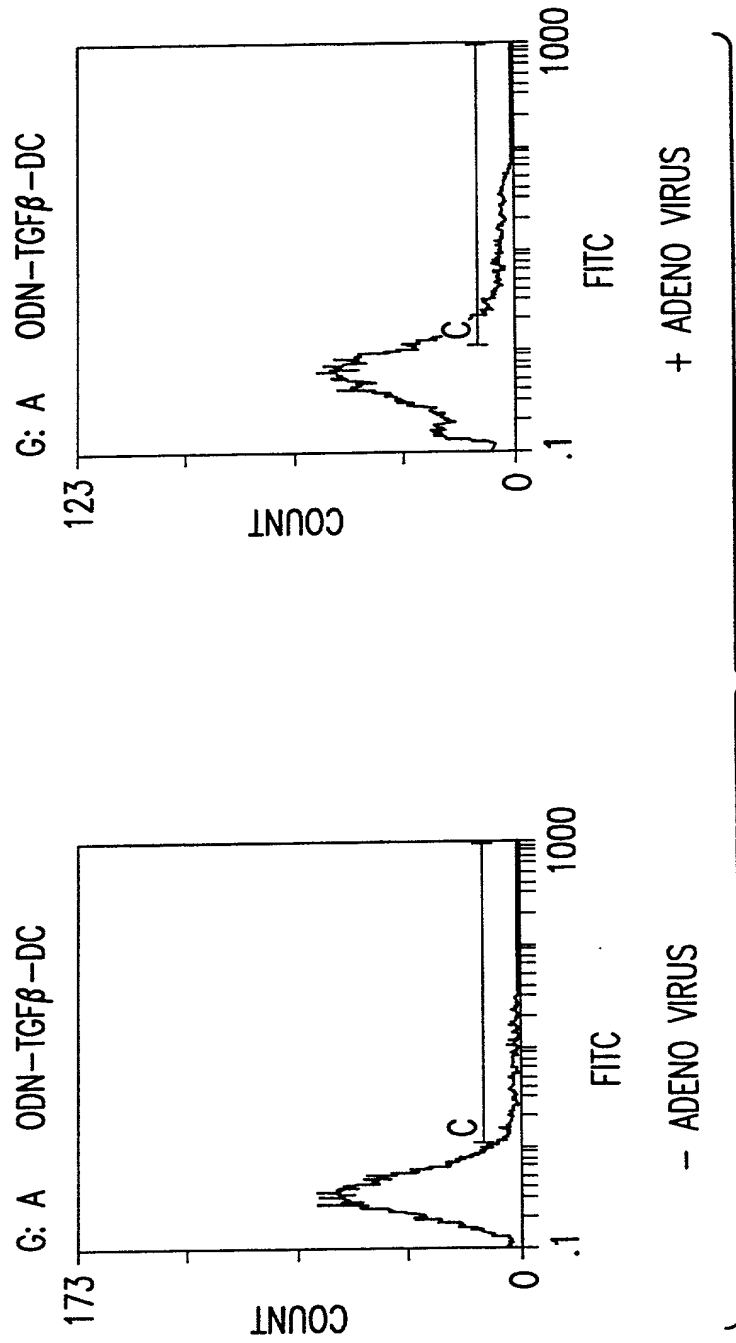 G: A ODN-TGFβ-DC
173
COUNT
0
C
.1
1000
FITC
- ADENO VIRUS
G: A ODN-TGFβ-DC
123
COUNT
0
C
.1
1000
FITC
+ ADENO VIRUS